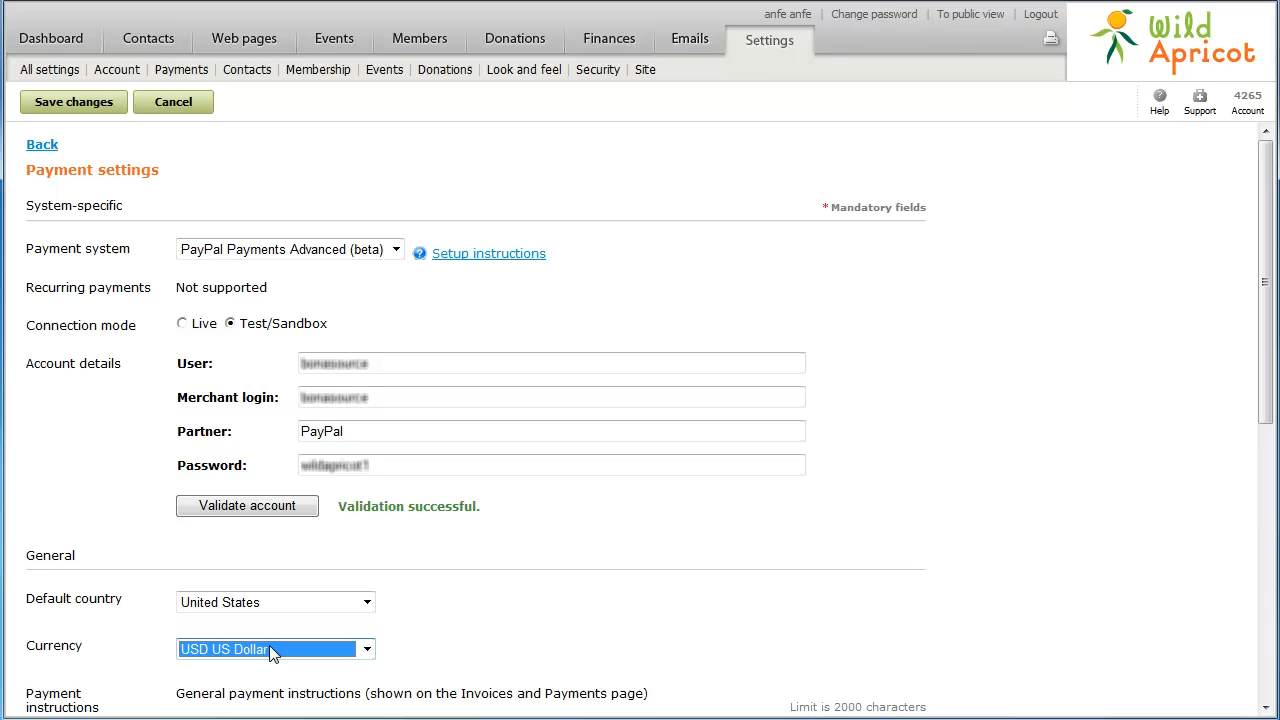 anfe anfe | Change password | To public view | Logout
Dashboard Contacts Web pages Events Members Donations Finances Emails Settings
Wild Apricot
All settings | Account | Payments | Contacts | Membership | Events | Donations | Look and feel | Security | Site
Save changes Cancel
4265
Help Support Account
Back
Payment settings
System-specific
* Mandatory fields
Payment system PayPal Payments Advanced (beta) ? Setup instructions
Recurring payments Not supported
Connection mode Live Test/Sandbox
Account details User:
Merchant login:
Partner: PayPal
Password:
Validate account Validation successful.
General
Default country United States
Currency USD US Dollar
Payment instructions General payment instructions (shown on the Invoices and Payments page)
Limit is 2000 characters